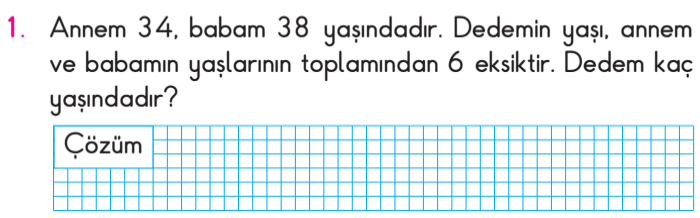 1. Annem 34, babam 38 yaşındadır. Dedemin yaşı, annem
ve babamın yaşlarının toplamından 6 eksiktir. Dedem kaç
yaşındadır?
Çözüm